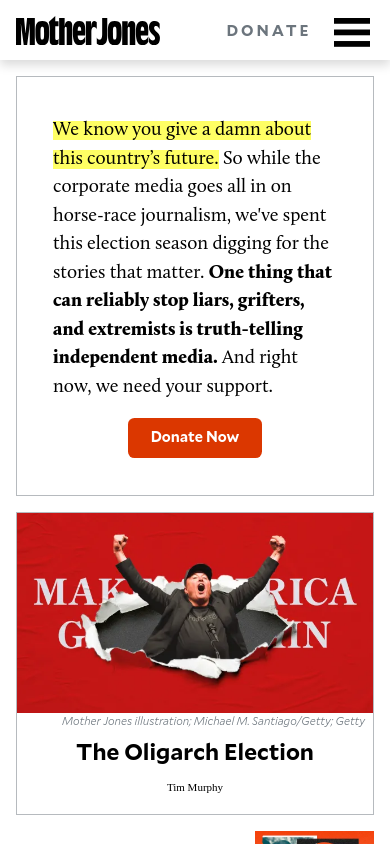 Mother Jones
DONATE
We know you give a damn about
this country’s future. So while the
corporate media goes all in on
horse-race journalism, we've spent
this election season digging for the
stories that matter. One thing that
can reliably stop liars, grifters,
and extremists is truth-telling
independent media. And right
now, we need your support.
Donate Now
MAK RICA
G IN
Mother Jones illustration; Michael M. Santiago/Getty; Getty
The Oligarch Election
Tim Murphy